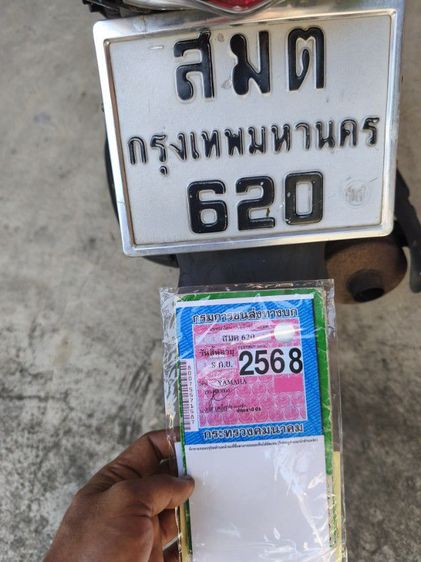 สมต
กรุงเทพมหานคร
620
กรมการขนส่งทางบก
สมต 620
วันสิ้นอายุ
5 ก.ย.
2568
YAMAHA
กระทรวงคมนาคม